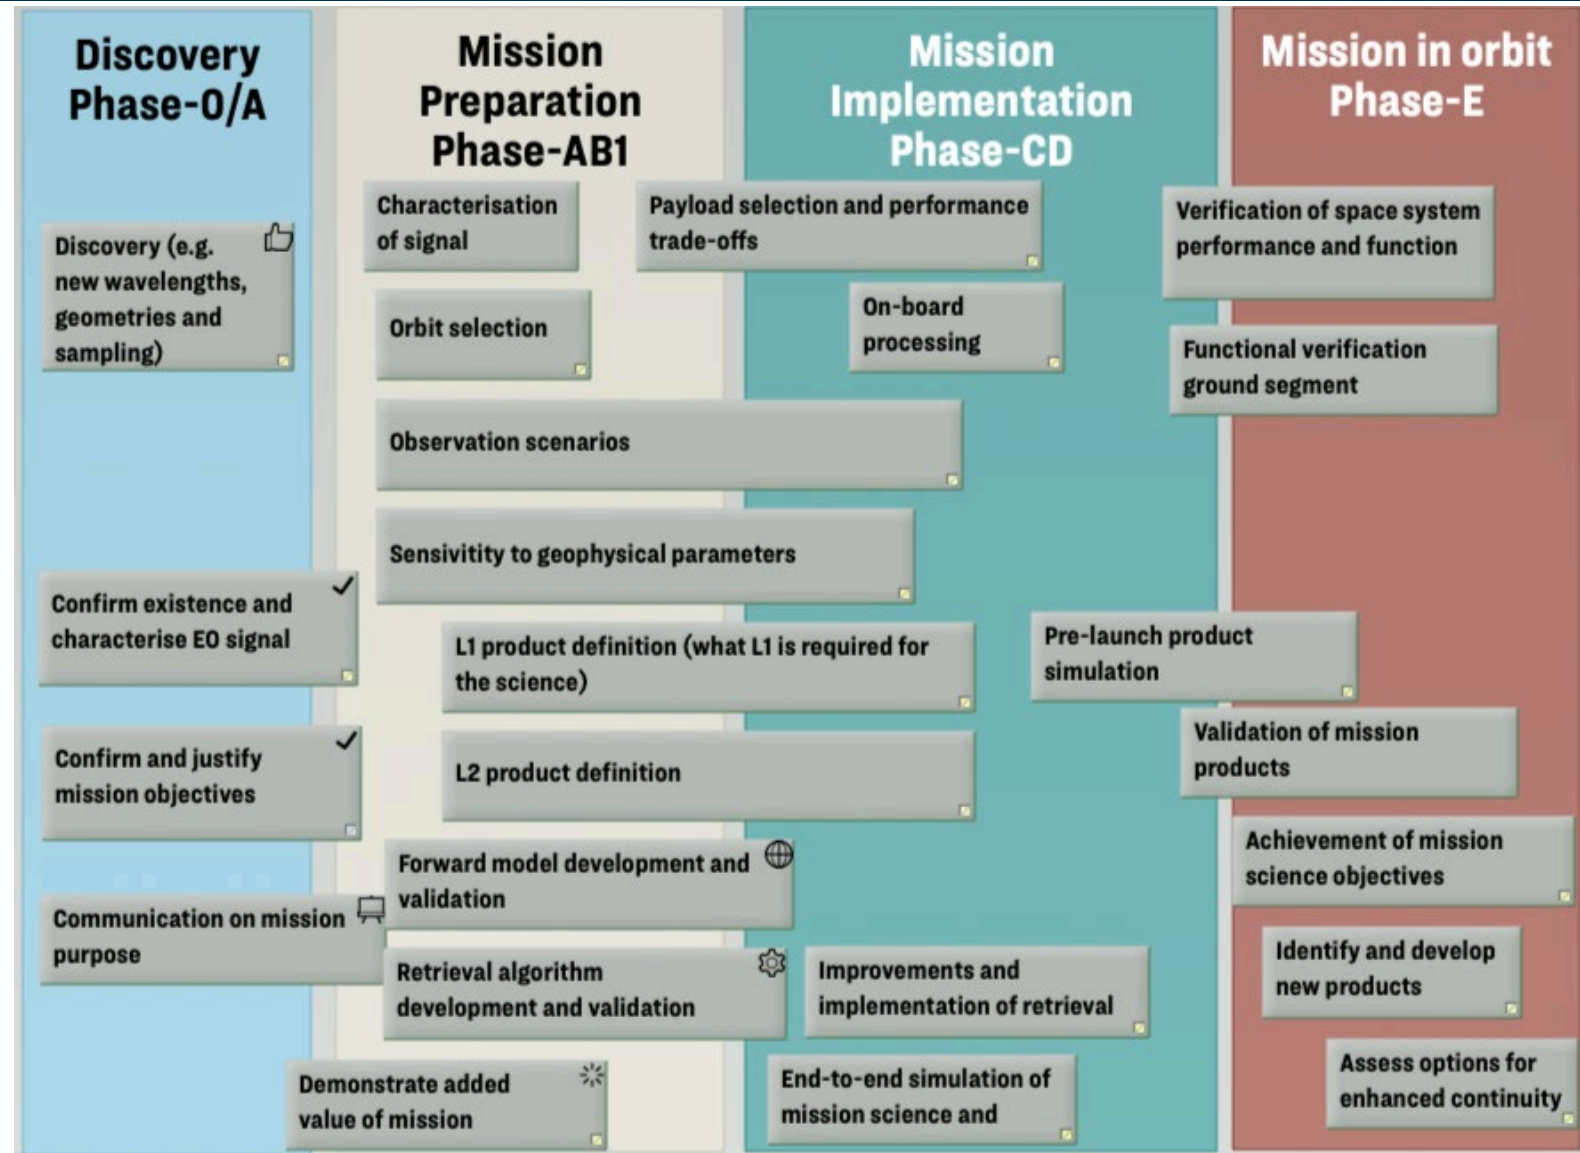 Discovery
Phase-0/A
Mission
Preparation
Phase-AB1
Mission
Implementation
Phase-CD
Mission in orbit
Phase-E
Discovery (e.g.
new wavelengths,
geometries and
sampling)
Confirm existence and
characterise EO signal
Confirm and justify
mission objectives
Communication on mission
purpose
Demonstrate added
value of mission
Characterisation
of signal
Orbit selection
Observation scenarios
Sensivitity to geophysical parameters
L1 product definition (what L1 is required for
the science)
L2 product definition
Forward model development and
validation
Retrieval algorithm
development and validation
Payload selection and performance
trade-offs
On-board
processing
Improvements and
implementation of retrieval
End-to-end simulation of
mission science and
Verification of space system
performance and function
Functional verification
ground segment
Pre-launch product
simulation
Validation of mission
products
Achievement of mission
science objectives
Identify and develop
new products
Assess options for
enhanced continuity